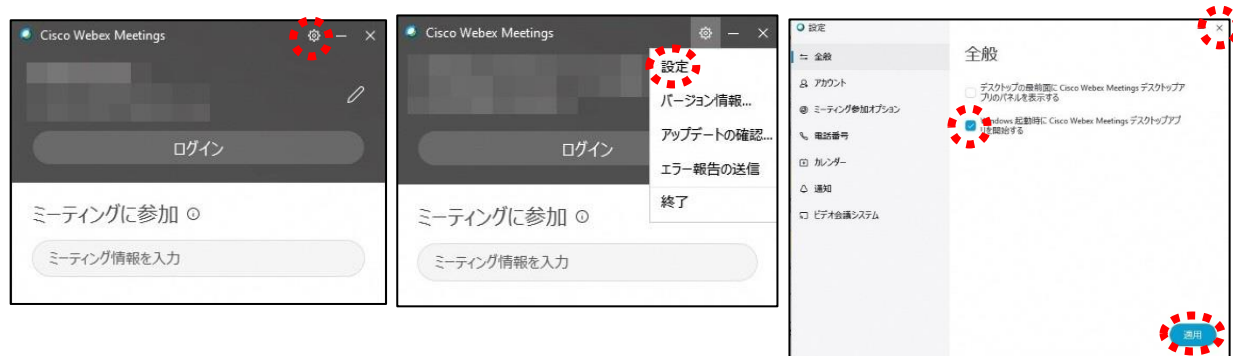 Cisco Webex Meetings
ログイン
ミーティングに参加
ミーティング情報を入力
Cisco Webex Meetings
設定
バージョン情報...
アップデートの確認...
エラー報告の送信
終了
ログイン
ミーティングに参加
ミーティング情報を入力
設定
全般
アカウント
ミーティング参加オプション
電話番号
カレンダー
通知
ビデオ会議システム
全般
デスクトップの最前面に Cisco Webex Meetings デスクトップア
プリのパネルを表示する
Windows 起動時に Cisco Webex Meetings デスクトップアプ
リを開始する
適用